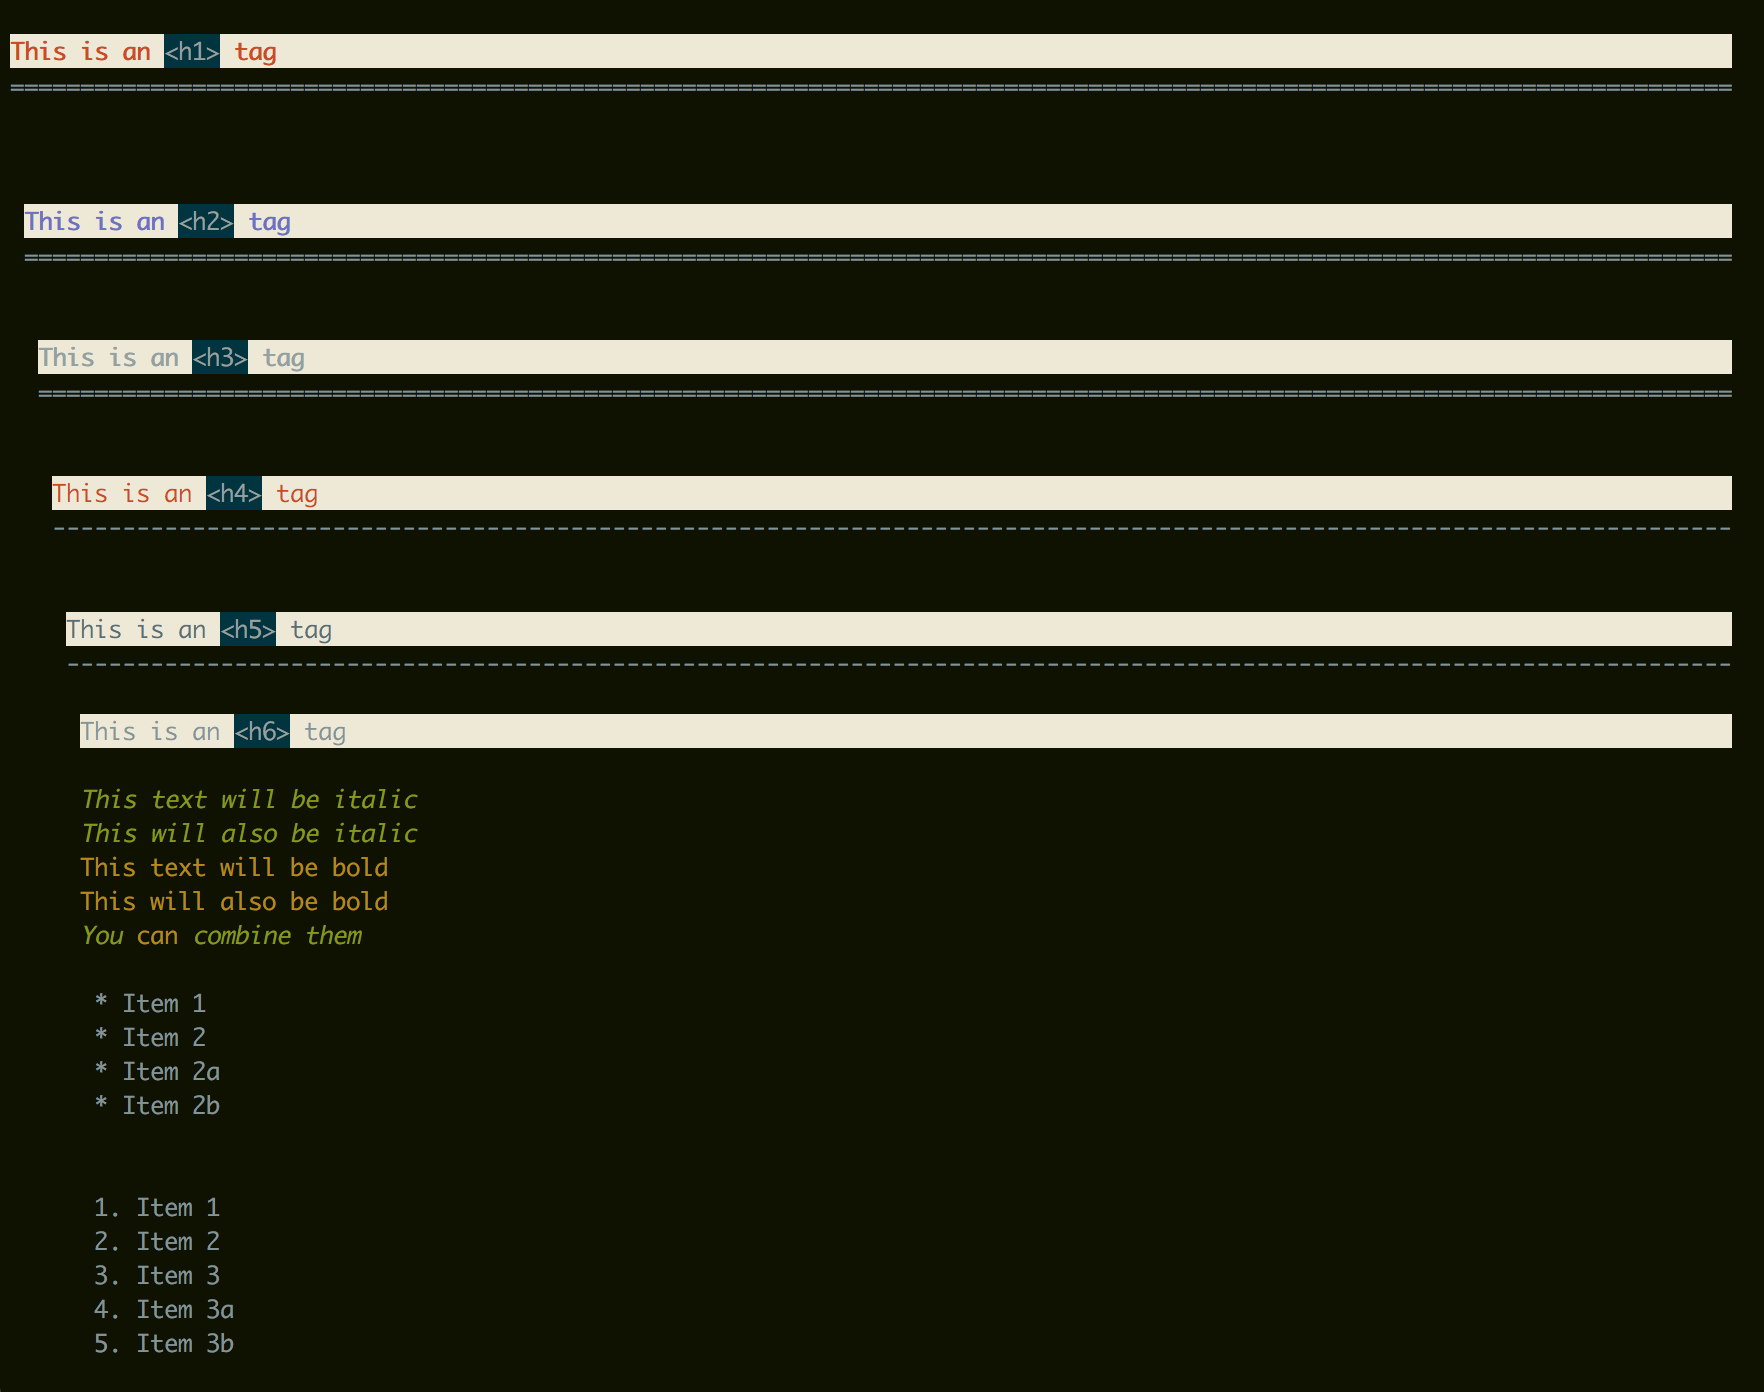 This is an <h1> tag
===========================================================================================================================
This is an <h2> tag
==========================================================================================================================
This is an <h3> tag
=========================================================================================================================
This is an <h4> tag
------------------------------------------------------------------------------------------------------------------------
This is an <h5> tag
-----------------------------------------------------------------------------------------------------------------------
This is an <h6> tag
This text will be italic
This will also be italic
This text will be bold
This will also be bold
You can combine them
* Item 1
* Item 2
* Item 2a
* Item 2b
1. Item 1
2. Item 2
3. Item 3
4. Item 3a
5. Item 3b